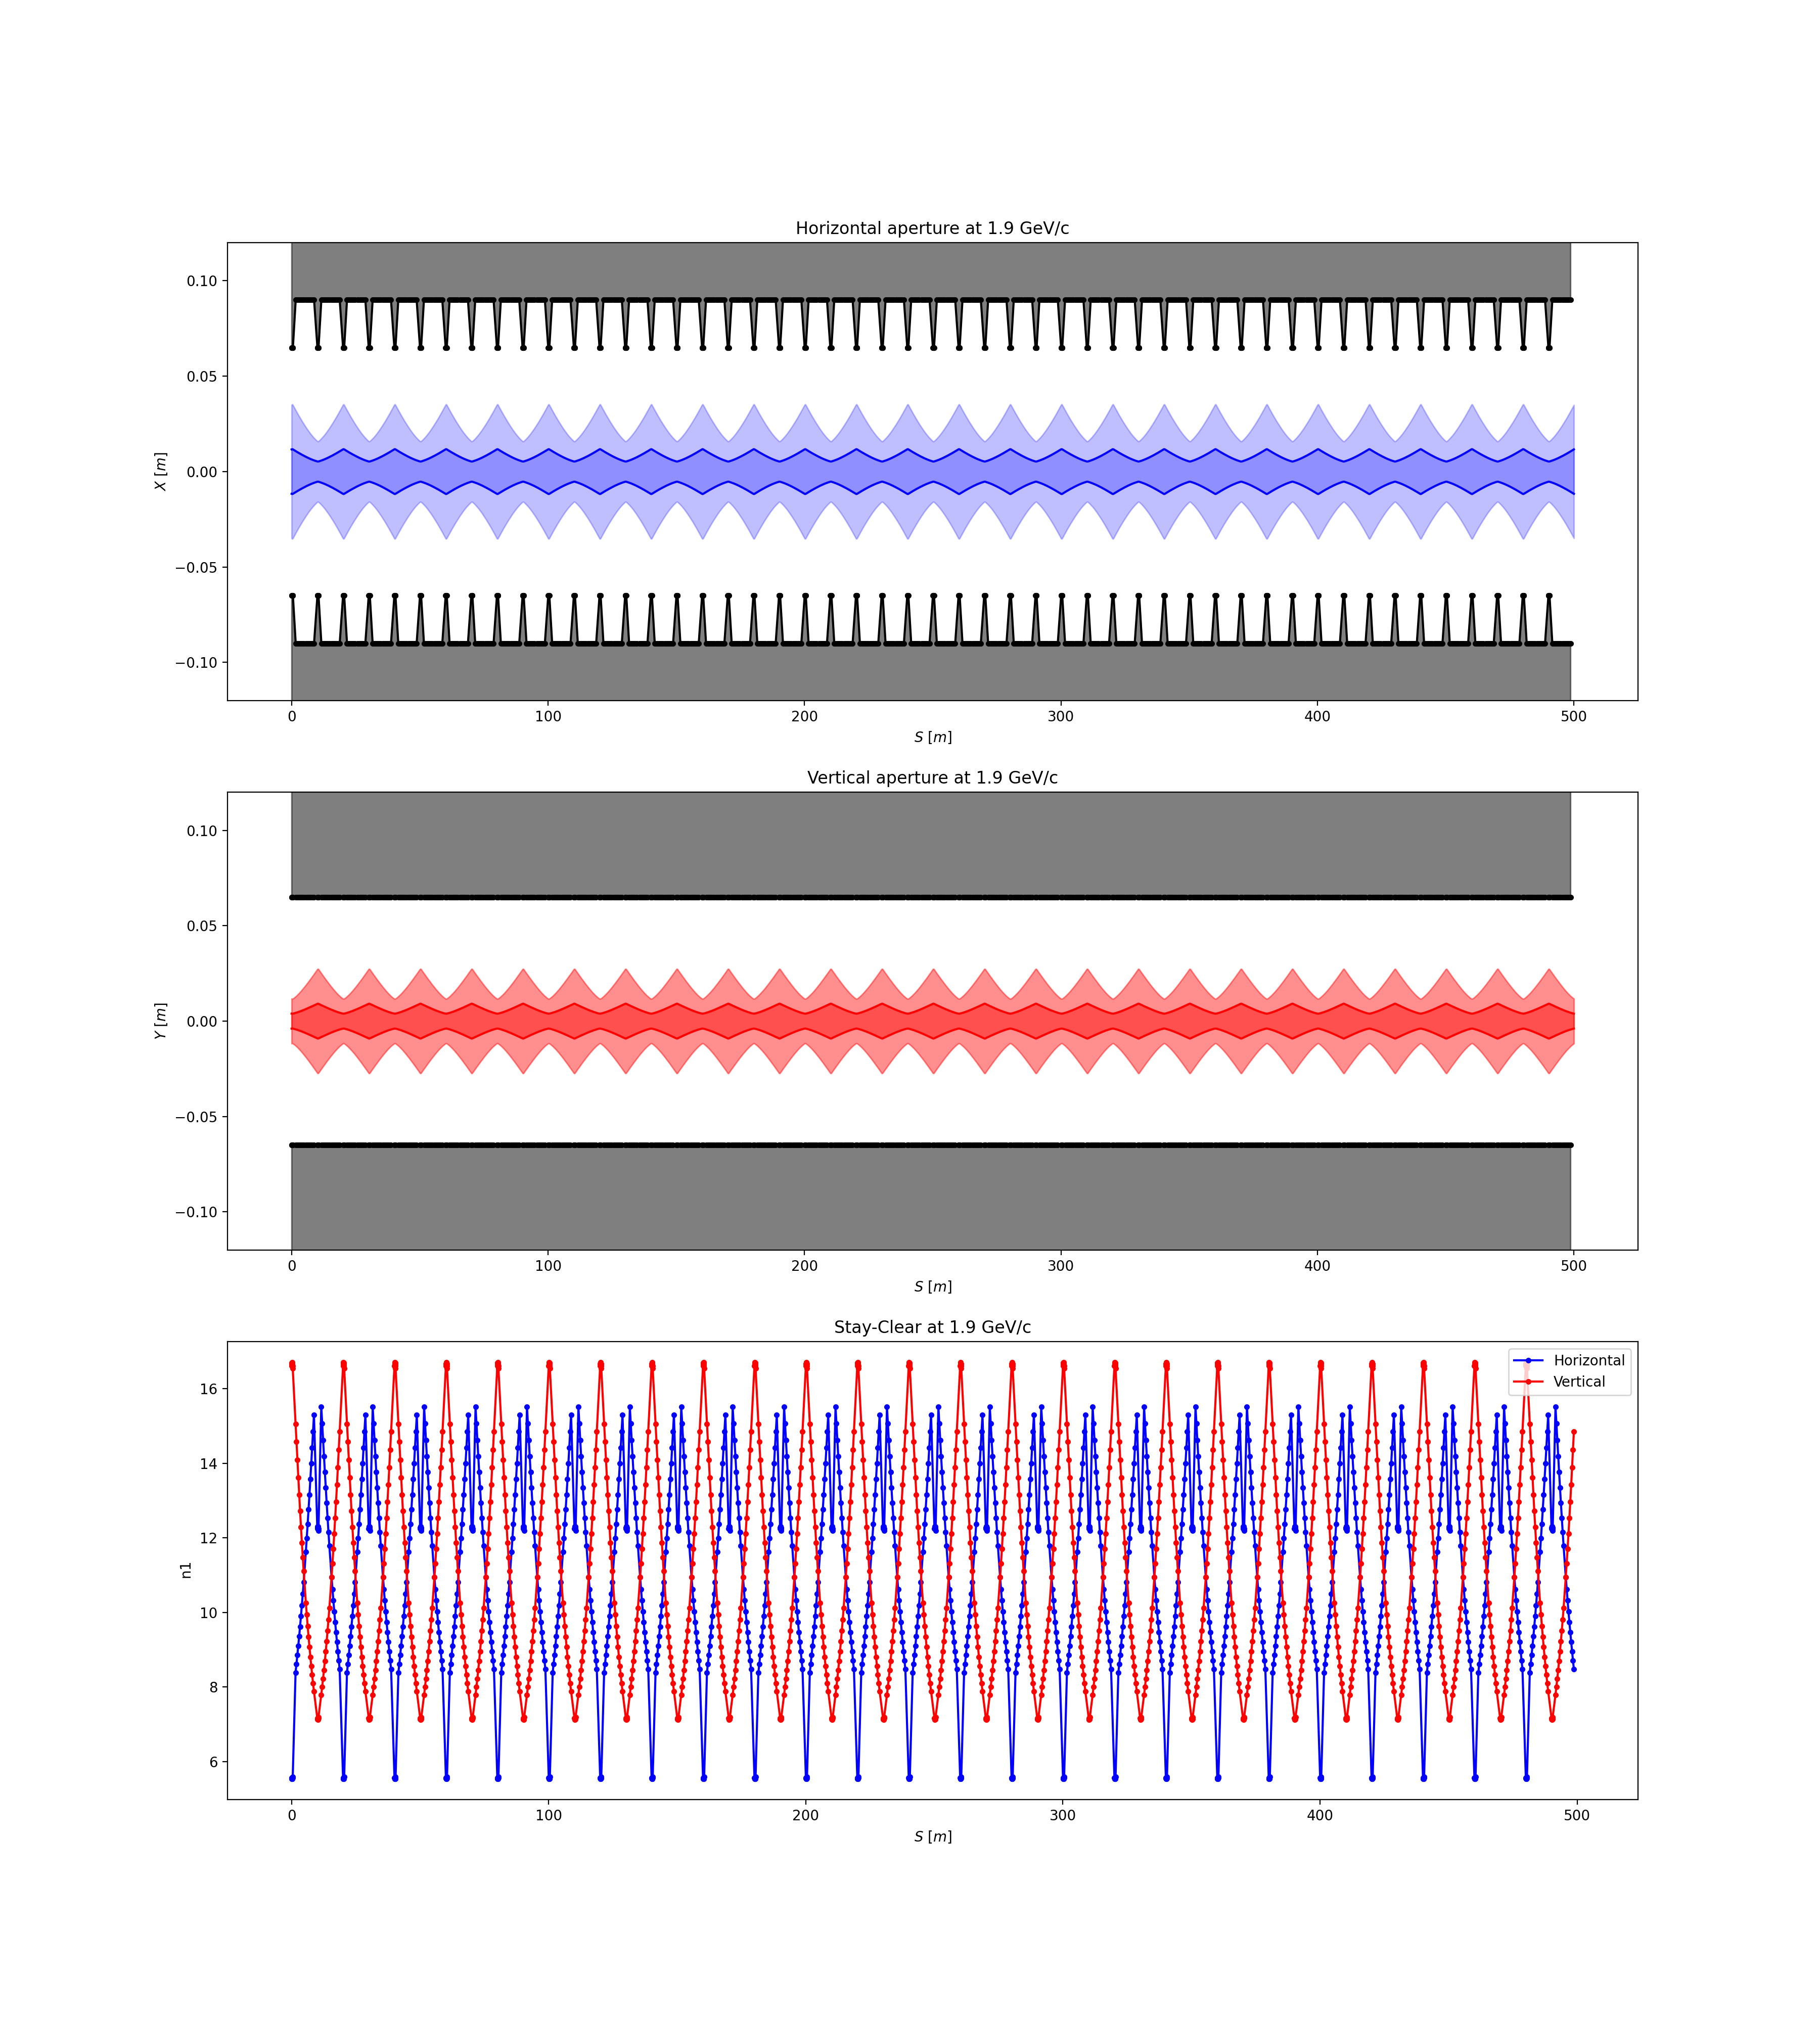 Horizontal aperture at 1.9 GeV/c
0.10
0.05
0.00
−0.05
−0.10
X [m]
0 100 200 300 400 500
S [m]
Vertical aperture at 1.9 GeV/c
0.10
0.05
0.00
−0.05
−0.10
Y [m]
0 100 200 300 400 500
S [m]
Stay-Clear at 1.9 GeV/c
Horizontal
Vertical
16
14
12
10
8
6
n1
0 100 200 300 400 500
S [m]